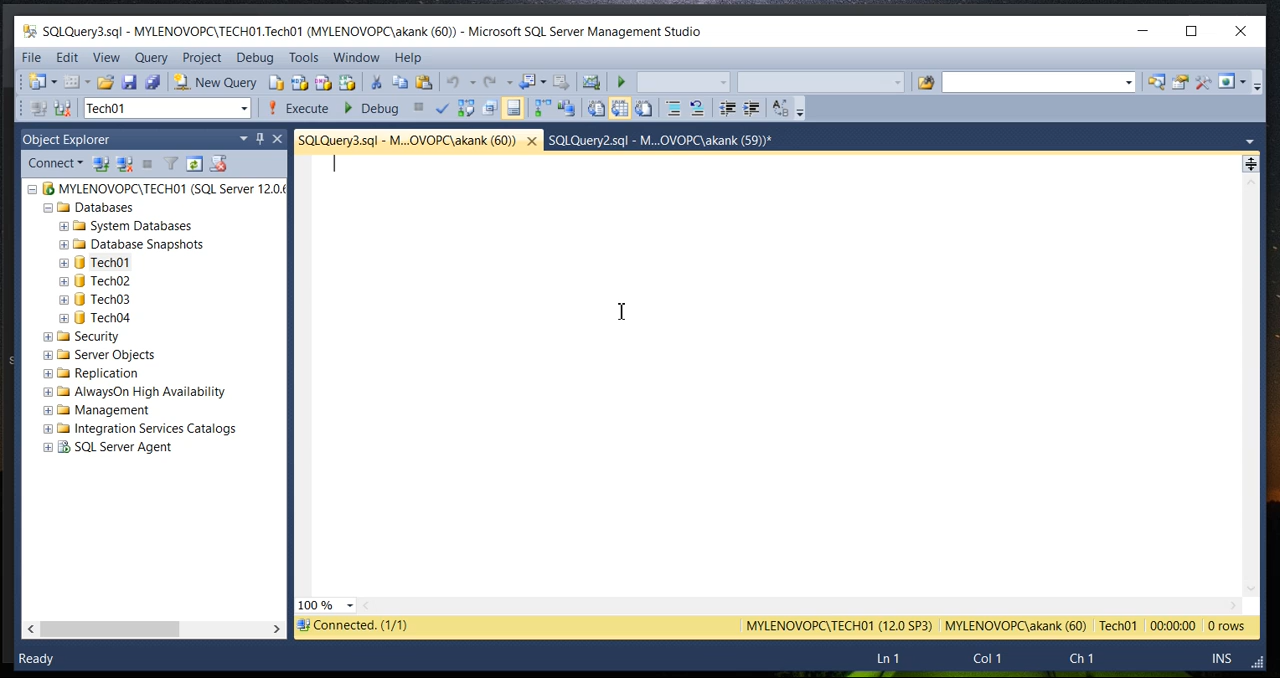 SQLQuery3.sql - MYLENOVOPC\TECH01.Tech01 (MYLENOVOPC\akank (60)) - Microsoft SQL Server Management Studio
File Edit View Query Project Debug Tools Window Help
New Query
Tech01 Execute Debug
Object Explorer
SQLQuery3.sql - M...OVOPC\akank (60)) SQLQuery2.sql - M...OVOPC\akank (59))*
Connect
MYLENOVOPC\TECH01 (SQL Server 12.0.6
Databases
System Databases
Database Snapshots
Tech01
Tech02
Tech03
Tech04
Security
Server Objects
Replication
AlwaysOn High Availability
Management
Integration Services Catalogs
SQL Server Agent
100 %
Connected. (1/1) MYLENOVOPC\TECH01 (12.0 SP3) MYLENOVOPC\akank (60) Tech01 00:00:00 0 rows
Ready Ln 1 Col 1 Ch 1 INS